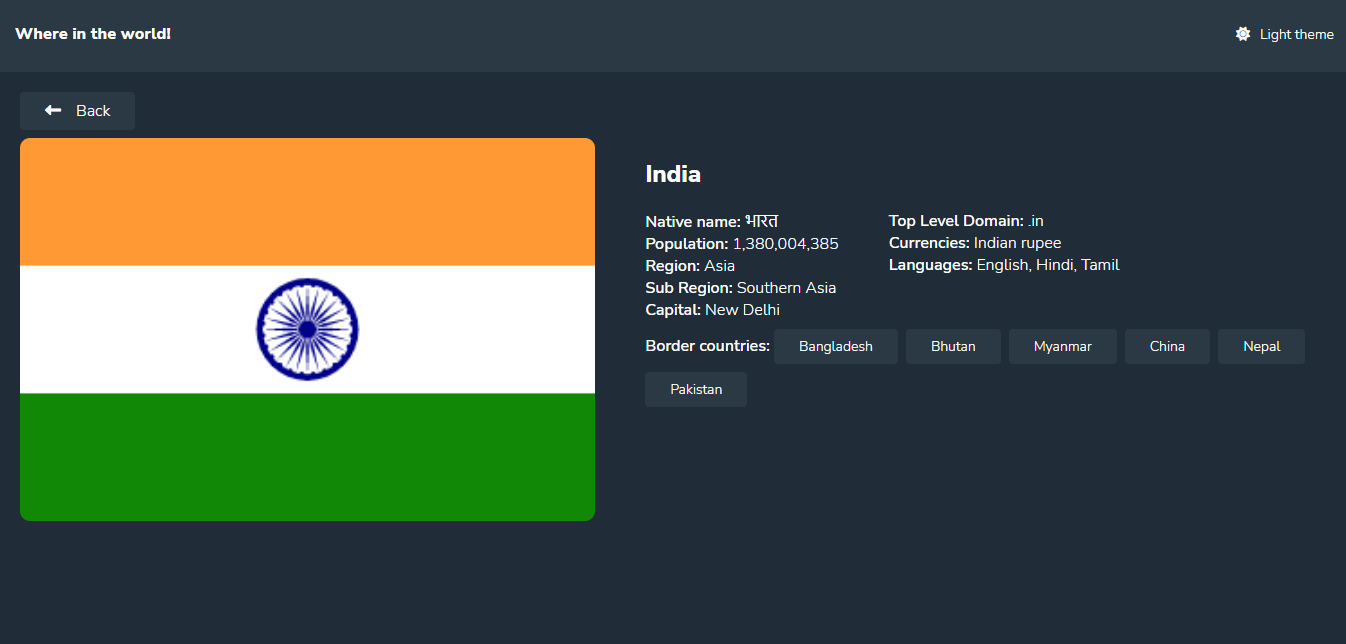 Where in the world!
Light theme
Back
India
Native name: भारत
Population: 1,380,004,385
Region: Asia
Sub Region: Southern Asia
Capital: New Delhi
Top Level Domain: .in
Currencies: Indian rupee
Languages: English, Hindi, Tamil
Border countries: Bangladesh Bhutan Myanmar China Nepal
Pakistan